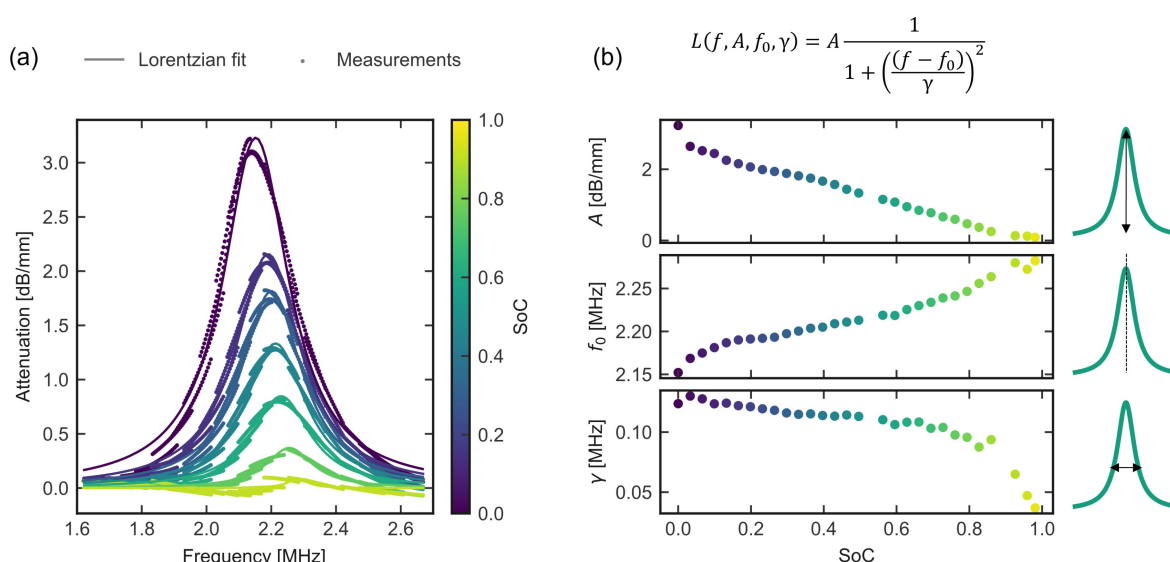 (a)
Lorentzian fit
Measurements
3.0
2.5
2.0
1.5
1.0
0.5
0.0
Attenuation [dB/mm]
1.6 1.8 2.0 2.2 2.4 2.6
Frequency [MHz]
1.0
0.8
0.6
0.4
0.2
0.0
SoC
(b)
L(f, A, f₀, γ) = A 1 / (1 + ((f − f₀) / γ)²)
A [dB/mm]
2
0
f₀ [MHz]
2.25
2.20
2.15
γ [MHz]
0.10
0.05
0.0 0.2 0.4 0.6 0.8 1.0
SoC